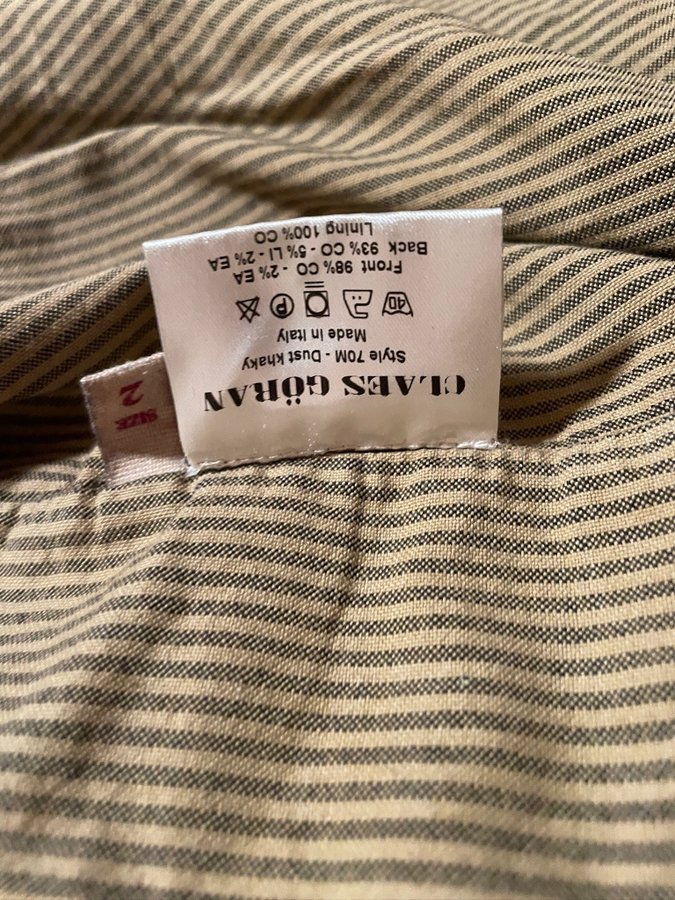 CLAES GÖRAN
Style 70M - Dust khaky
Made in Italy
40 P
Front 98% CO - 2% EA
Back 93% CO - 5% LI - 2% EA
Lining 100% CO
SIZE
2